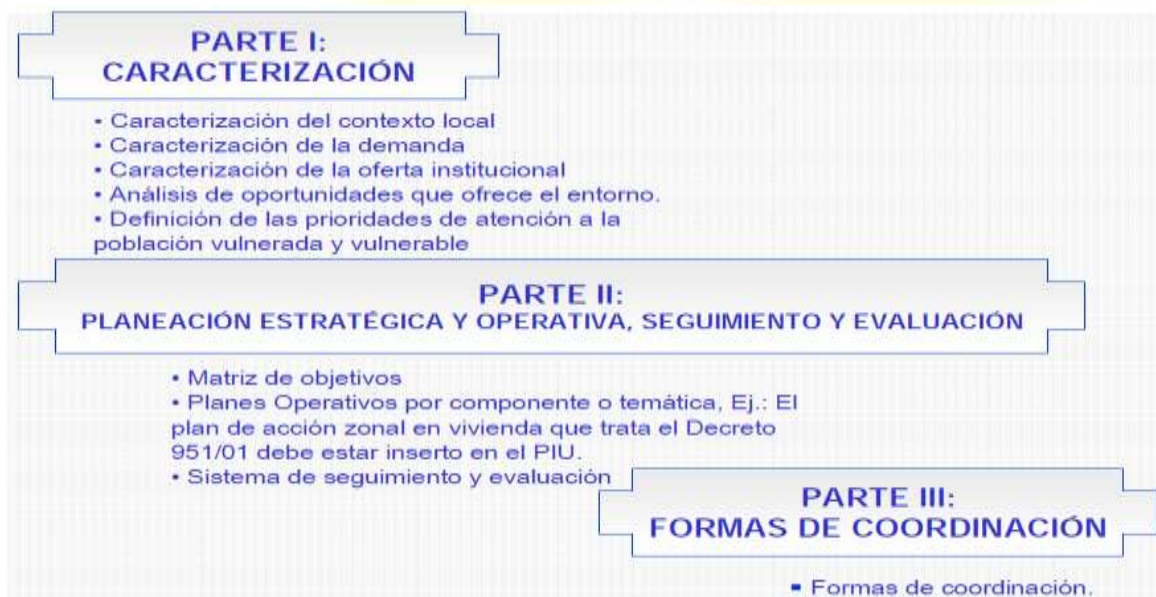 PARTE I:
CARACTERIZACIÓN
• Caracterización del contexto local
• Caracterización de la demanda
• Caracterización de la oferta institucional
• Análisis de oportunidades que ofrece el entorno.
• Definición de las prioridades de atención a la
población vulnerada y vulnerable
PARTE II:
PLANEACIÓN ESTRATÉGICA Y OPERATIVA, SEGUIMIENTO Y EVALUACIÓN
• Matriz de objetivos
• Planes Operativos por componente o temática, Ej.: El
plan de acción zonal en vivienda que trata el Decreto
951/01 debe estar inserto en el PIU.
• Sistema de seguimiento y evaluación
PARTE III:
FORMAS DE COORDINACIÓN
▪ Formas de coordinación.